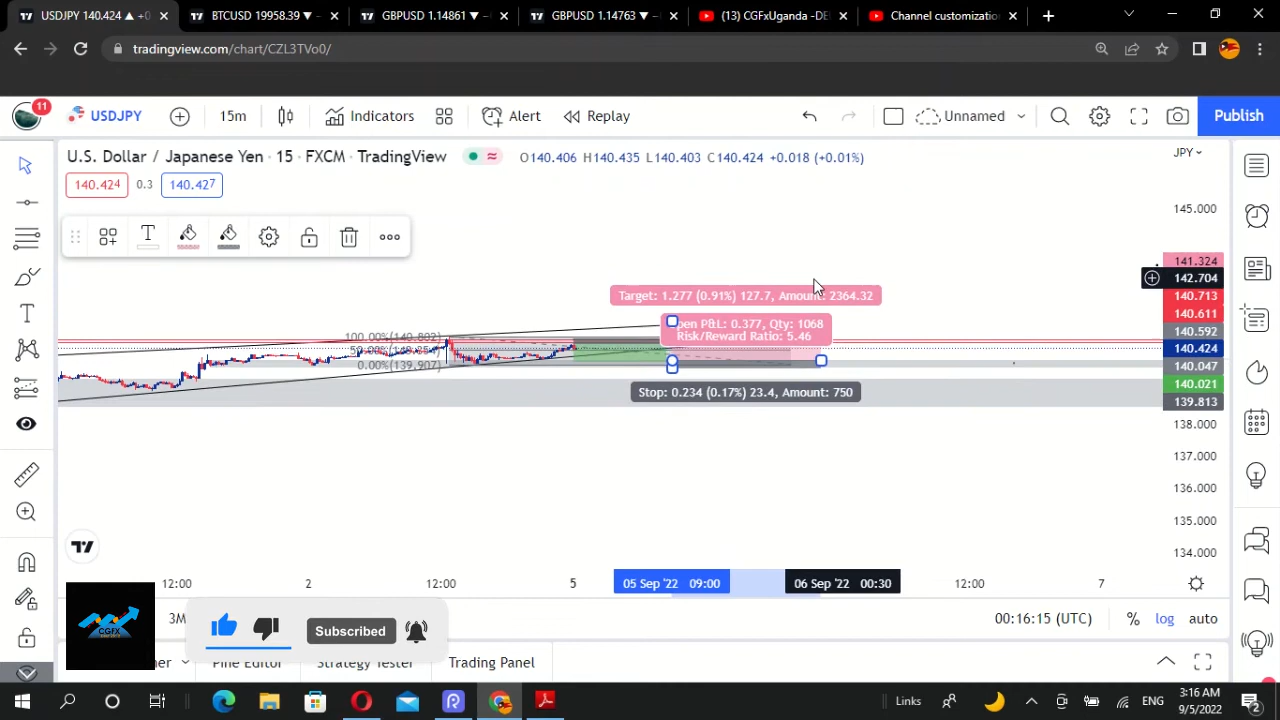 USDJPY 140.424 ▲ +0
BTCUSD 19958.39 ▼ −
GBPUSD 1.14861 ▼ −
GBPUSD 1.14763 ▼ −
(13) CGFxUganda -DE
Channel customizatio
tradingview.com/chart/CZL3TVo0/
11
USDJPY
15m
Indicators
Alert
Replay
Unnamed
Publish
U.S. Dollar / Japanese Yen · 15 · FXCM · TradingView
O140.406 H140.435 L140.403 C140.424 +0.018 (+0.01%)
JPY
140.424
0.3
140.427
145.000
141.324
142.704
140.713
140.611
140.592
140.424
140.047
140.021
139.813
138.000
137.000
136.000
135.000
134.000
Target: 1.277 (0.91%) 127.7, Amount: 2364.32
pen P&L: 0.377, Qty: 1068
Risk/Reward Ratio: 5.46
Stop: 0.234 (0.17%) 23.4, Amount: 750
0.00%(139.907)
12:00
2
12:00
5
05 Sep '22 09:00
06 Sep '22 00:30
12:00
7
CGFX
3M
Subscribed
00:16:15 (UTC)
%
log
auto
ner
Pine Editor
Strategy Tester
Trading Panel
Links
ENG
3:16 AM
9/5/2022
2